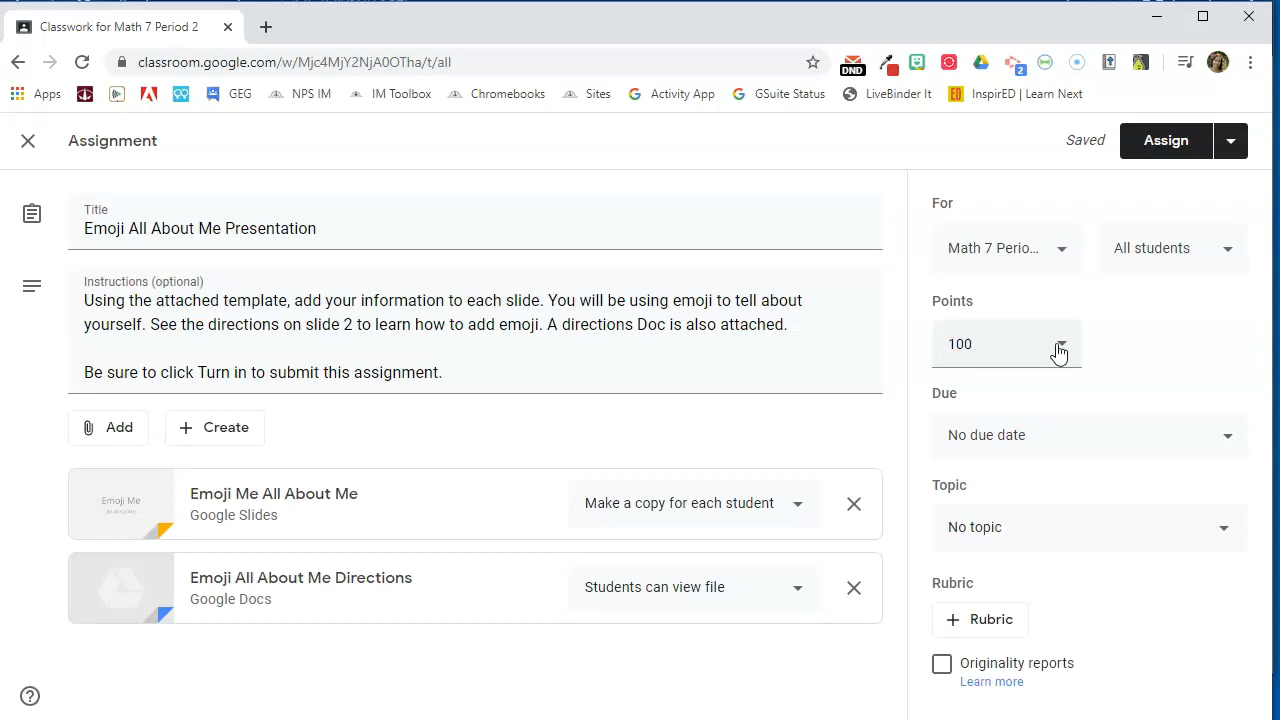 Classwork for Math 7 Period 2
classroom.google.com/w/Mjc4MjY2NjA0OTha/t/all
DND
2
Apps
GEG
NPS IM
IM Toolbox
Chromebooks
Sites
Activity App
GSuite Status
LiveBinder It
ED
InspirED | Learn Next
Assignment
Saved
Assign
Title
Emoji All About Me Presentation
Instructions (optional)
Using the attached template, add your information to each slide. You will be using emoji to tell about
yourself. See the directions on slide 2 to learn how to add emoji. A directions Doc is also attached.
Be sure to click Turn in to submit this assignment.
Add
Create
Emoji Me
All About Me
Emoji Me All About Me
Google Slides
Make a copy for each student
Emoji All About Me Directions
Google Docs
Students can view file
For
Math 7 Perio...
All students
Points
100
Due
No due date
Topic
No topic
Rubric
Rubric
Originality reports
Learn more